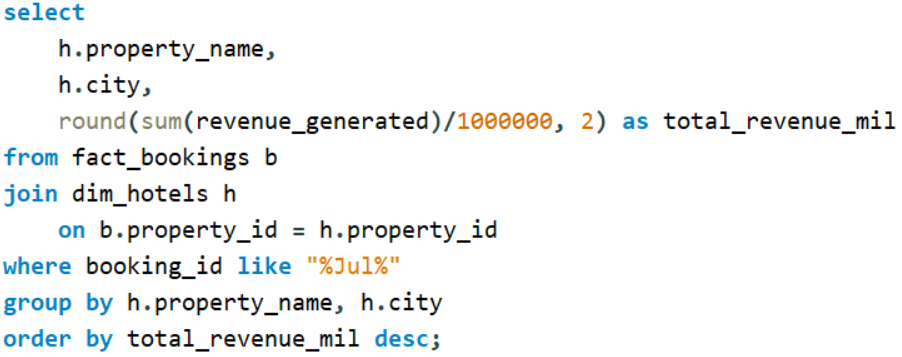 select
    h.property_name,
    h.city,
    round(sum(revenue_generated)/1000000, 2) as total_revenue_mil
from fact_bookings b
join dim_hotels h
    on b.property_id = h.property_id
where booking_id like "%Jul%"
group by h.property_name, h.city
order by total_revenue_mil desc;